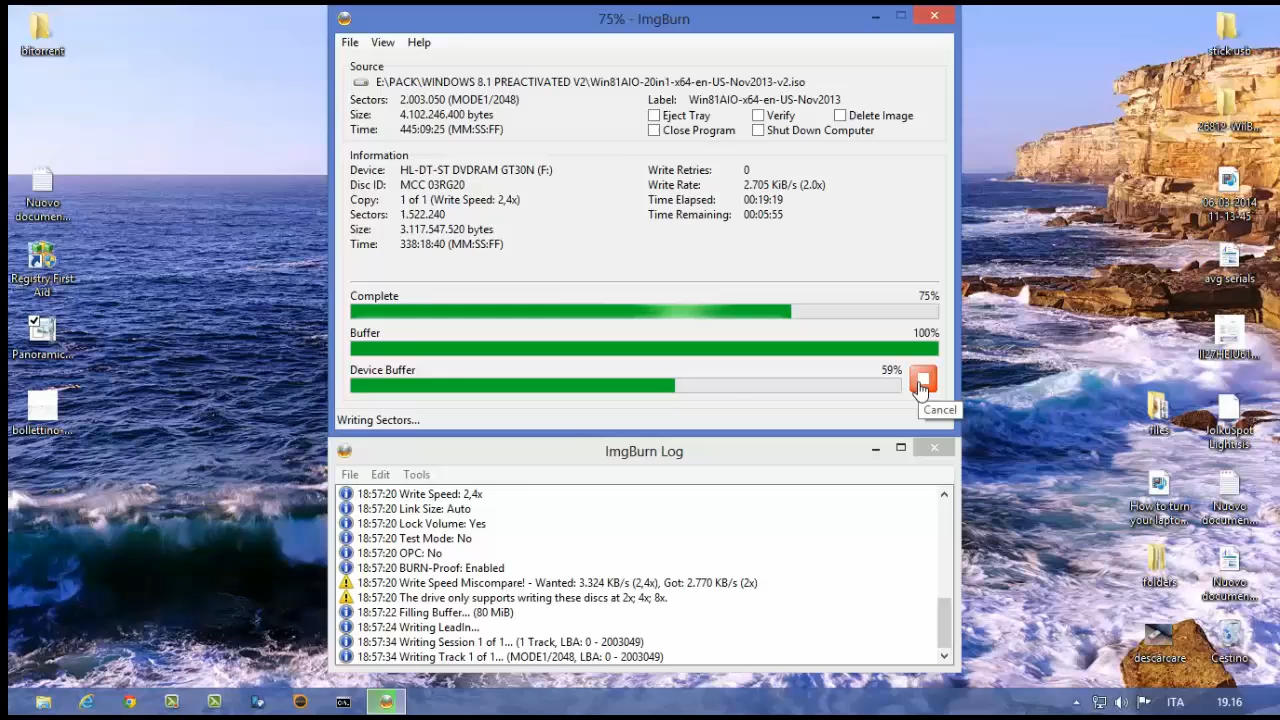 75% - ImgBurn
File View Help
Source
E:\PACK\WINDOWS 8.1 PREACTIVATED V2\Win81AIO-20in1-x64-en-US-Nov2013-v2.iso
Sectors: 2.003.050 (MODE1/2048)
Size: 4.102.246.400 bytes
Time: 445:09:25 (MM:SS:FF)
Label: Win81AIO-x64-en-US-Nov2013
Eject Tray Verify Delete Image
Close Program Shut Down Computer
Information
Device: HL-DT-ST DVDRAM GT30N (F:)
Disc ID: MCC 03RG20
Copy: 1 of 1 (Write Speed: 2,4x)
Sectors: 1.522.240
Size: 3.117.547.520 bytes
Time: 338:18:40 (MM:SS:FF)
Write Retries: 0
Write Rate: 2.705 KiB/s (2.0x)
Time Elapsed: 00:19:19
Time Remaining: 00:05:55
Complete 75%
Buffer 100%
Device Buffer 59%
Cancel
Writing Sectors...
ImgBurn Log
File Edit Tools
18:57:20 Write Speed: 2,4x
18:57:20 Link Size: Auto
18:57:20 Lock Volume: Yes
18:57:20 Test Mode: No
18:57:20 OPC: No
18:57:20 BURN-Proof: Enabled
18:57:20 Write Speed Miscompare! - Wanted: 3.324 KB/s (2,4x), Got: 2.770 KB/s (2x)
18:57:20 The drive only supports writing these discs at 2x; 4x; 8x.
18:57:22 Filling Buffer... (80 MiB)
18:57:24 Writing LeadIn...
18:57:34 Writing Session 1 of 1... (1 Track, LBA: 0 - 2003049)
18:57:34 Writing Track 1 of 1... (MODE1/2048, LBA: 0 - 2003049)
bitorrent
Nuovo
documen...
Registry First
Aid
Panoramic...
bollettino-...
stick usb
06-03-2014
11-13-45
avg serials
files
JolkuSpot
Light.sis
How to turn
your lapto...
Nuovo
documen...
folders
Nuovo
documen...
descarcare
Cestino
ITA
19.16